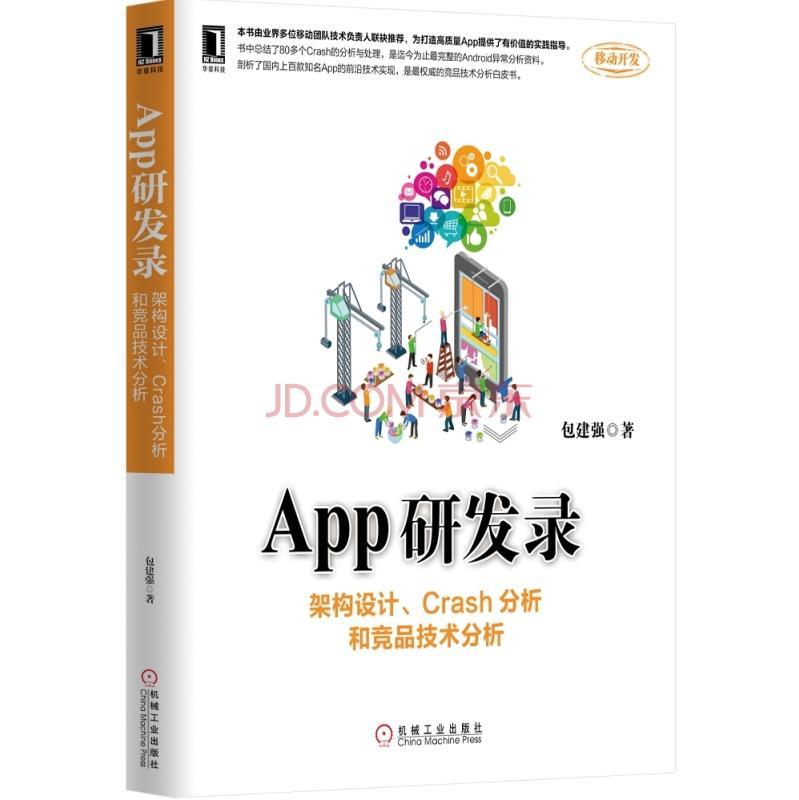 HZ BOOKS
华章科技
App研发录
架构设计、Crash分析
和竞品技术分析
包建强◎著
机械工业出版社
China Machine Press
HZ BOOKS
华章科技
本书由业界多位移动团队技术负责人联袂推荐，为打造高质量App提供了有价值的实践指导。
书中总结了80多个Crash的分析与处理，是迄今为止最完整的Android异常分析资料。
剖析了国内上百款知名App的前沿技术实现，是最权威的竞品技术分析白皮书。
移动开发
JD.COM 京东
包建强◎著
App 研发录
架构设计、Crash 分析
和竞品技术分析
机械工业出版社
China Machine Press